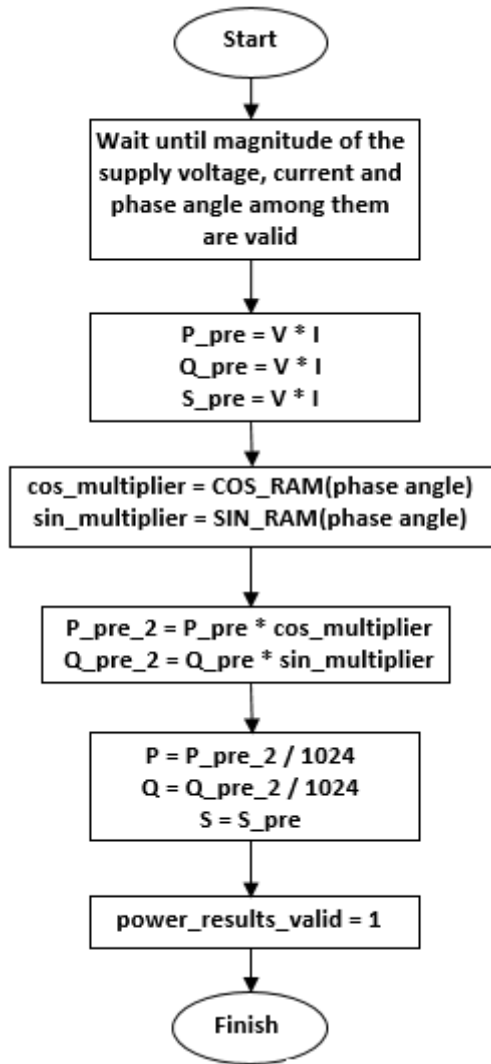 Start
Wait until magnitude of the
supply voltage, current and
phase angle among them
are valid
P_pre = V * I
Q_pre = V * I
S_pre = V * I
cos_multiplier = COS_RAM(phase angle)
sin_multiplier = SIN_RAM(phase angle)
P_pre_2 = P_pre * cos_multiplier
Q_pre_2 = Q_pre * sin_multiplier
P = P_pre_2 / 1024
Q = Q_pre_2 / 1024
S = S_pre
power_results_valid = 1
Finish